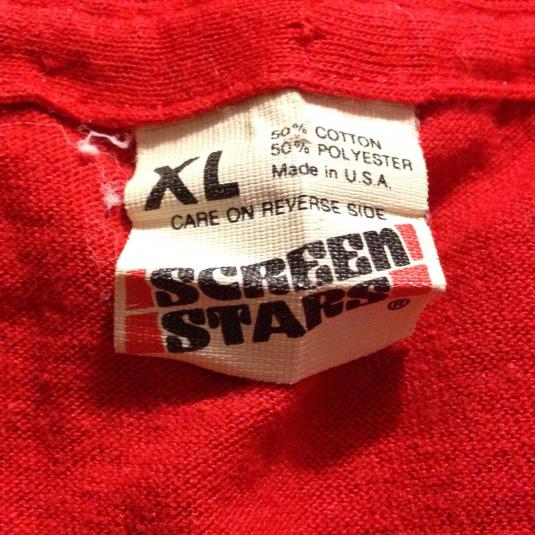 50% COTTON
50% POLYESTER
XL
Made in U.S.A.
CARE ON REVERSE SIDE
SCREEN
STARS®